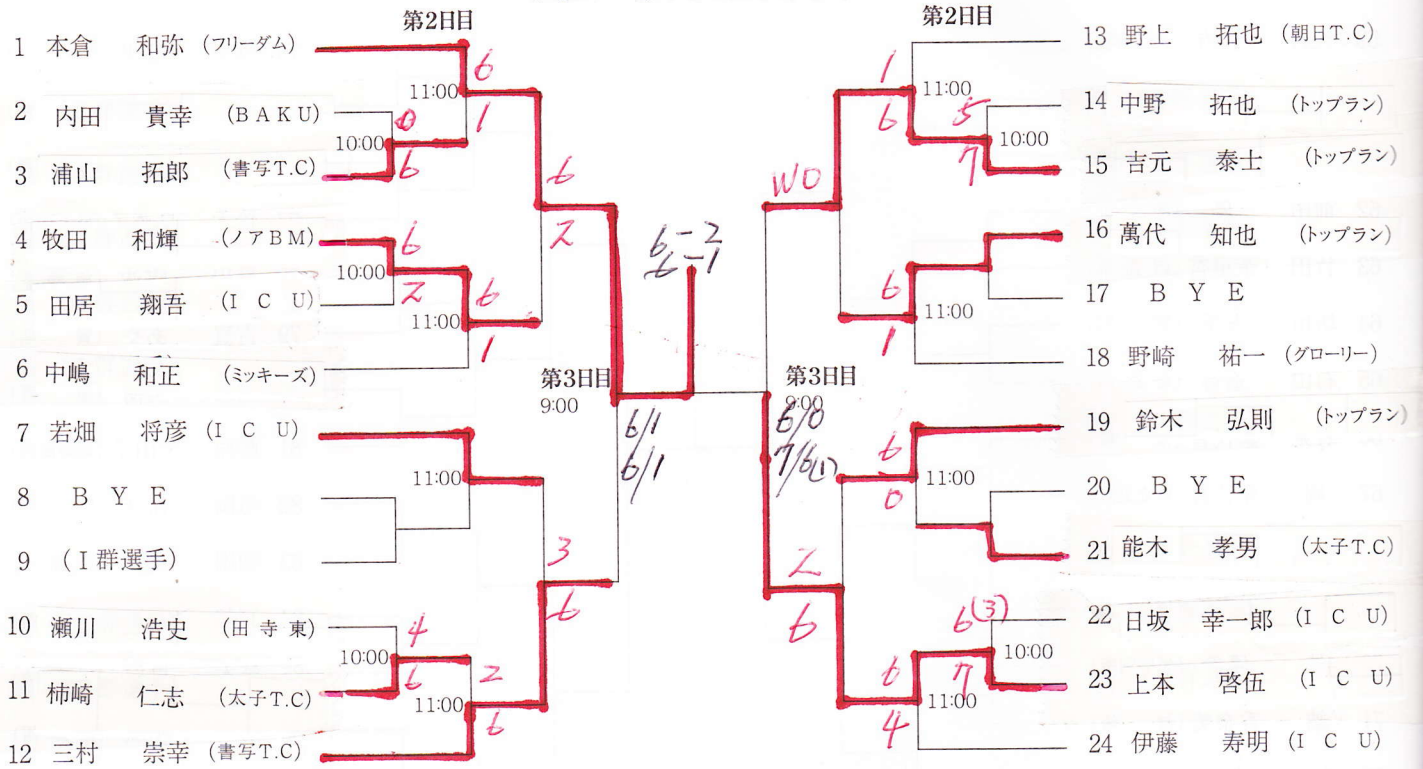 第2日目
1 本倉 和弥 (フリーダム)
6
11:00
1
2 内田 貴幸 (BAKU)
0
10:00
6
3 浦山 拓郎 (書写T.C)
6
2
4 牧田 和輝 (ノアBM)
6
10:00
2
5 田居 翔吾 (I C U)
6
11:00
1
6 中嶋 和正 (ミッキーズ)
第3日目
9:00
6/1
6/1
7 若畑 将彦 (I C U)
11:00
8 B Y E
9 (I群選手)
3
6
10 瀬川 浩史 (田寺東)
4
10:00
6
11 柿崎 仁志 (太子T.C)
2
11:00
6
12 三村 崇幸 (書写T.C)
6-2
6-1
第2日目
13 野上 拓也 (朝日T.C)
1
11:00
6
14 中野 拓也 (トップラン)
5
10:00
7
15 吉元 泰士 (トップラン)
WO
16 萬代 知也 (トップラン)
17 B Y E
6
11:00
1
18 野崎 祐一 (グローリー)
第3日目
9:00
6/0
7/6(1)
19 鈴木 弘則 (トップラン)
6
11:00
0
20 B Y E
21 能木 孝男 (太子T.C)
2
6
22 日坂 幸一郎 (I C U)
6(3)
10:00
7
23 上本 啓伍 (I C U)
6
11:00
4
24 伊藤 寿明 (I C U)